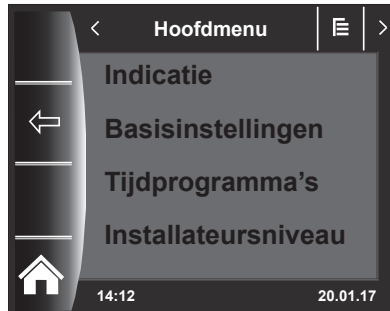 Hoofdmenu
Indicatie
Basisinstellingen
Tijdprogramma's
Installateursniveau
14:12 20.01.17